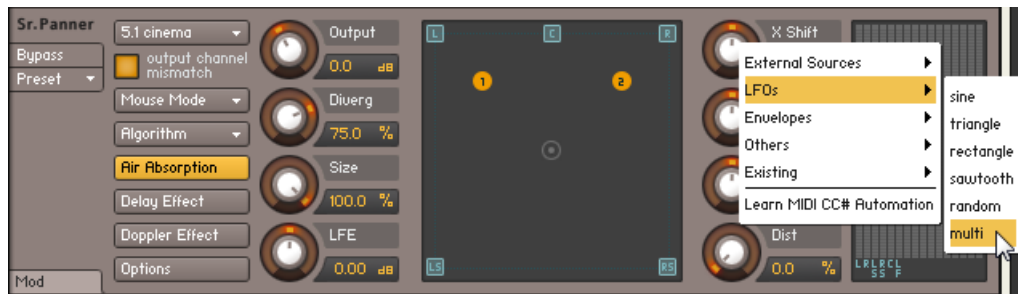 Sr.Panner
Bypass
Preset
Mod
5.1 cinema
output channel
mismatch
Mouse Mode
Algorithm
Air Absorption
Delay Effect
Doppler Effect
Options
Output
0.0 dB
Diverg
75.0 %
Size
100.0 %
LFE
0.00 dB
L C R
1 2
LS RS
X Shift
External Sources
LFOs
Envelopes
Others
Existing
Learn MIDI CC# Automation
sine
triangle
rectangle
sawtooth
random
multi
Dist
0.0 %
LRLRCL
SS F